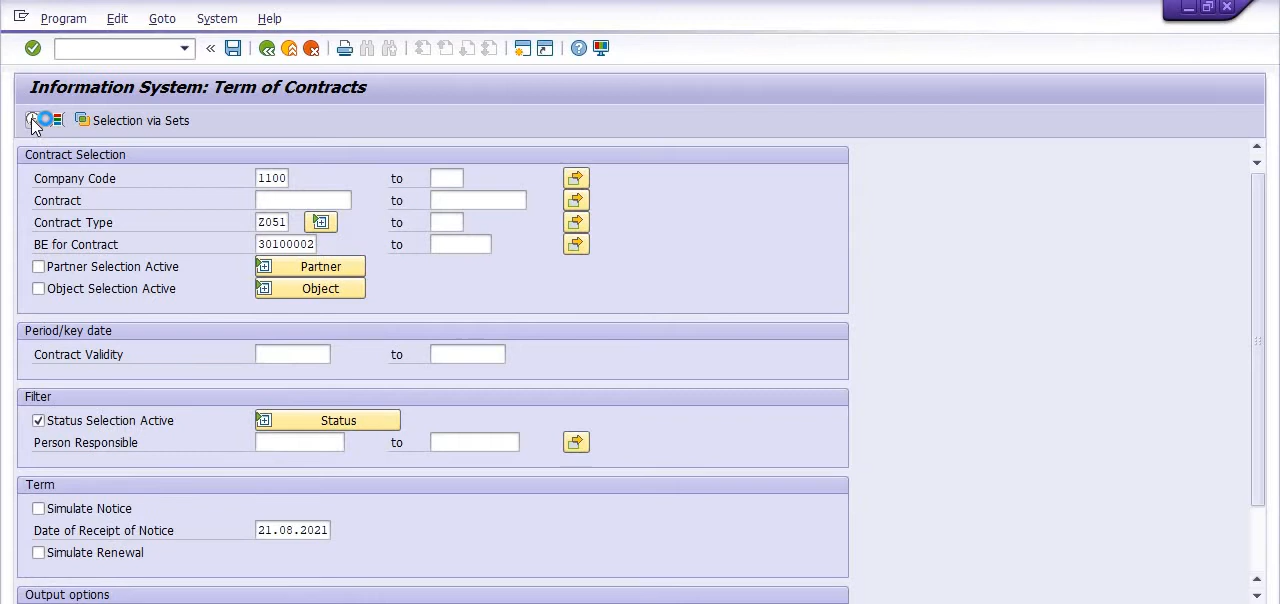 Program Edit Goto System Help
Information System: Term of Contracts
Selection via Sets
Contract Selection
Company Code 1100 to
Contract to
Contract Type Z051 to
BE for Contract 30100002 to
Partner Selection Active Partner
Object Selection Active Object
Period/key date
Contract Validity to
Filter
Status Selection Active Status
Person Responsible to
Term
Simulate Notice
Date of Receipt of Notice 21.08.2021
Simulate Renewal
Output options